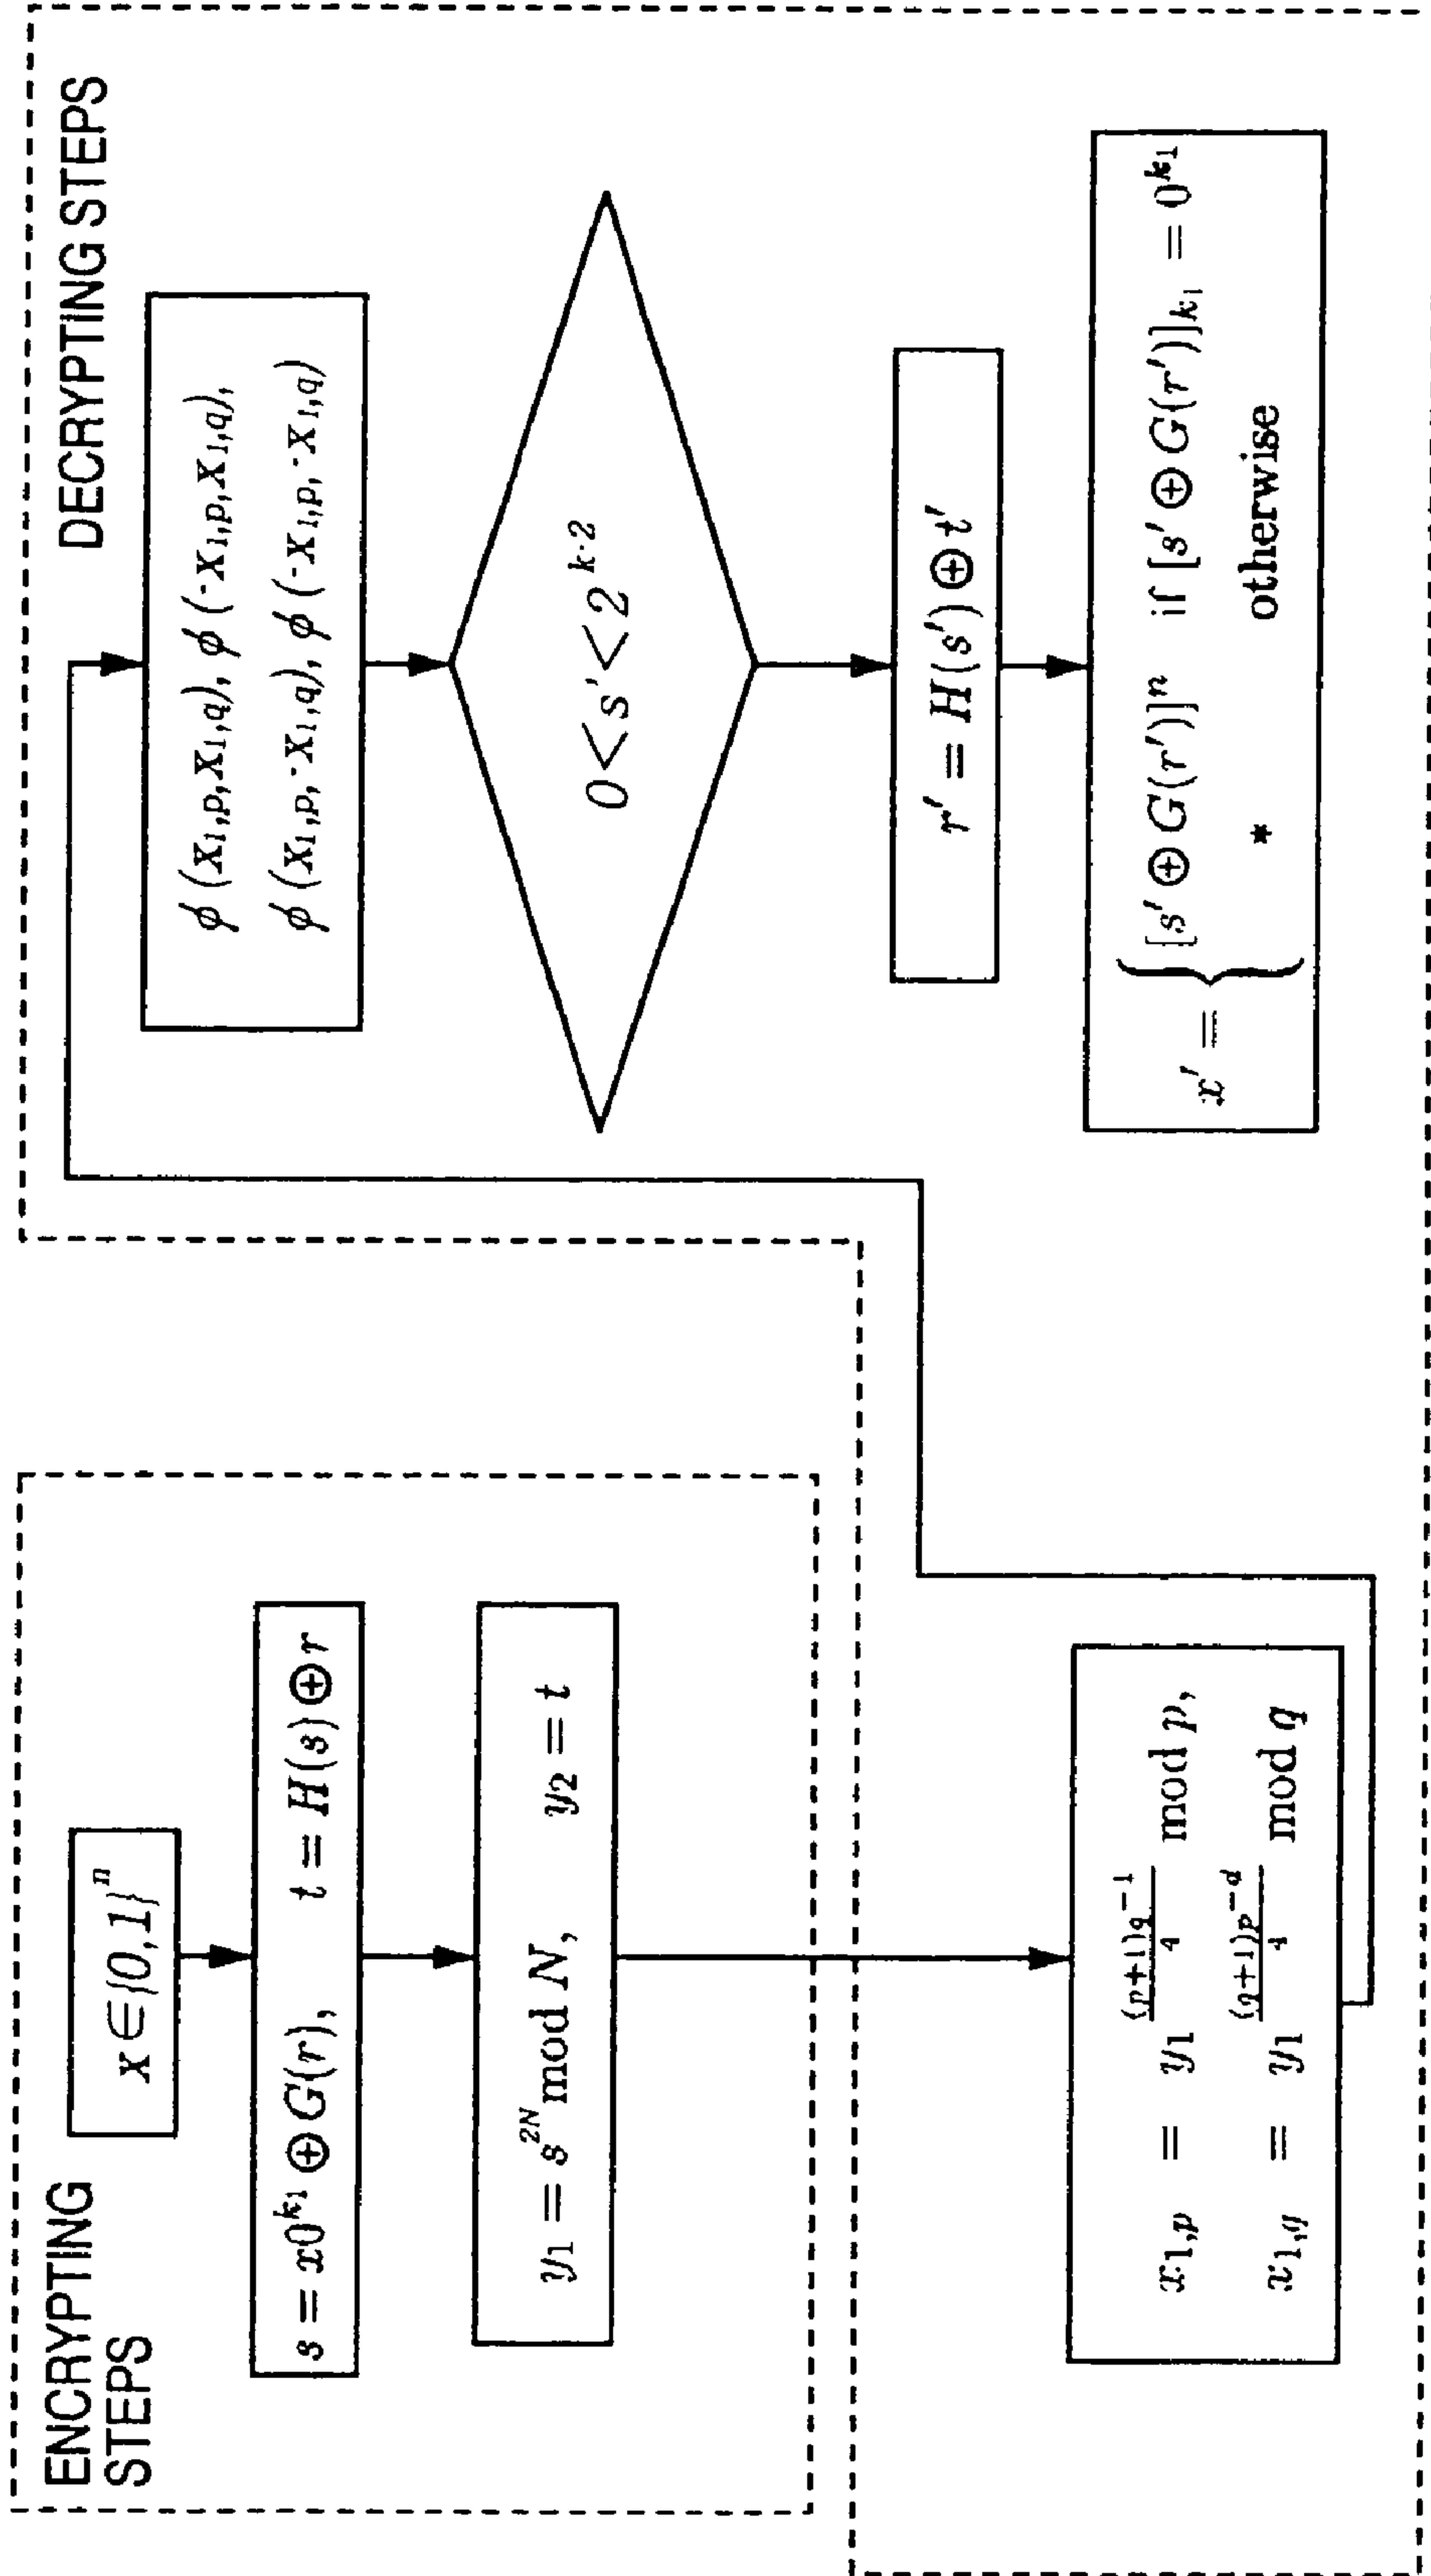 ENCRYPTING
STEPS
x ∈ {0,1}^n
s = x0^{k_1} ⊕ G(r), t = H(s) ⊕ r
y_1 = s^{2N} mod N, y_2 = t
x_{1,p} = y_1^{\frac{(p+1)q^{-1}}{4}} mod p,
x_{1,q} = y_1^{\frac{(q+1)p^{-d}}{4}} mod q
DECRYPTING STEPS
ϕ (x_{1,p}, x_{1,q}), ϕ (-x_{1,p}, x_{1,q}),
ϕ (x_{1,p}, -x_{1,q}), ϕ (-x_{1,p}, -x_{1,q})
0 < s' < 2^{k-2}
r' = H(s') ⊕ t'
x' = { [s' ⊕ G(r')]^n if [s' ⊕ G(r')]_{k_1} = 0^{k_1}
* otherwise